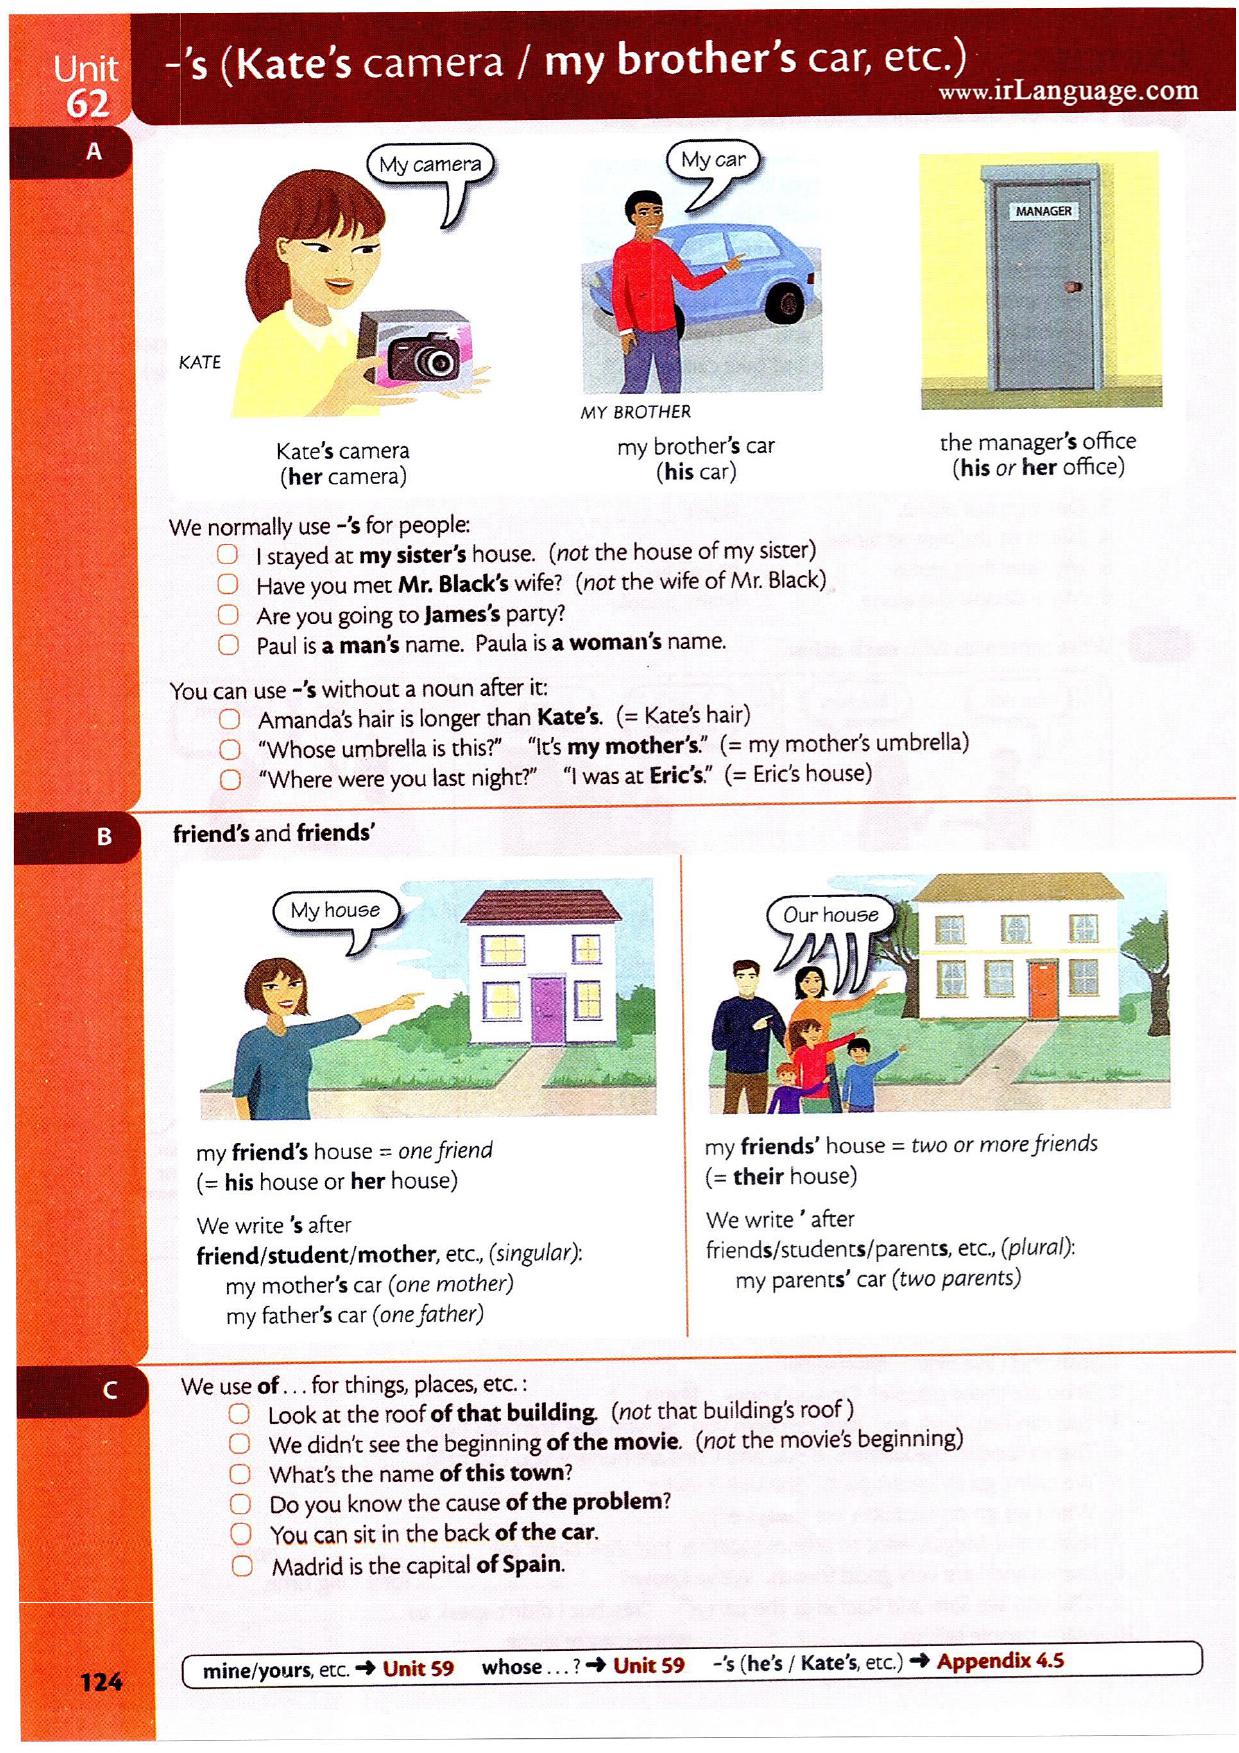 Unit
62
–'s (Kate's camera / my brother's car, etc.)
www.irLanguage.com
A
My camera
My car
MANAGER
KATE
MY BROTHER
Kate's camera
(her camera)
my brother's car
(his car)
the manager's office
(his or her office)
We normally use –'s for people:
I stayed at my sister's house. (not the house of my sister)
Have you met Mr. Black's wife? (not the wife of Mr. Black)
Are you going to James's party?
Paul is a man's name. Paula is a woman's name.
You can use –'s without a noun after it:
Amanda's hair is longer than Kate's. (= Kate's hair)
"Whose umbrella is this?" "It's my mother's." (= my mother's umbrella)
"Where were you last night?" "I was at Eric's." (= Eric's house)
B
friend's and friends'
My house
Our house
my friend's house = one friend
(= his house or her house)
We write 's after
friend/student/mother, etc., (singular):
my mother's car (one mother)
my father's car (one father)
my friends' house = two or more friends
(= their house)
We write ' after
friends/students/parents, etc., (plural):
my parents' car (two parents)
C
We use of . . . for things, places, etc. :
Look at the roof of that building. (not that building's roof )
We didn't see the beginning of the movie. (not the movie's beginning)
What's the name of this town?
Do you know the cause of the problem?
You can sit in the back of the car.
Madrid is the capital of Spain.
124
mine/yours, etc. ➜ Unit 59 whose . . . ? ➜ Unit 59 -'s (he's / Kate's, etc.) ➜ Appendix 4.5